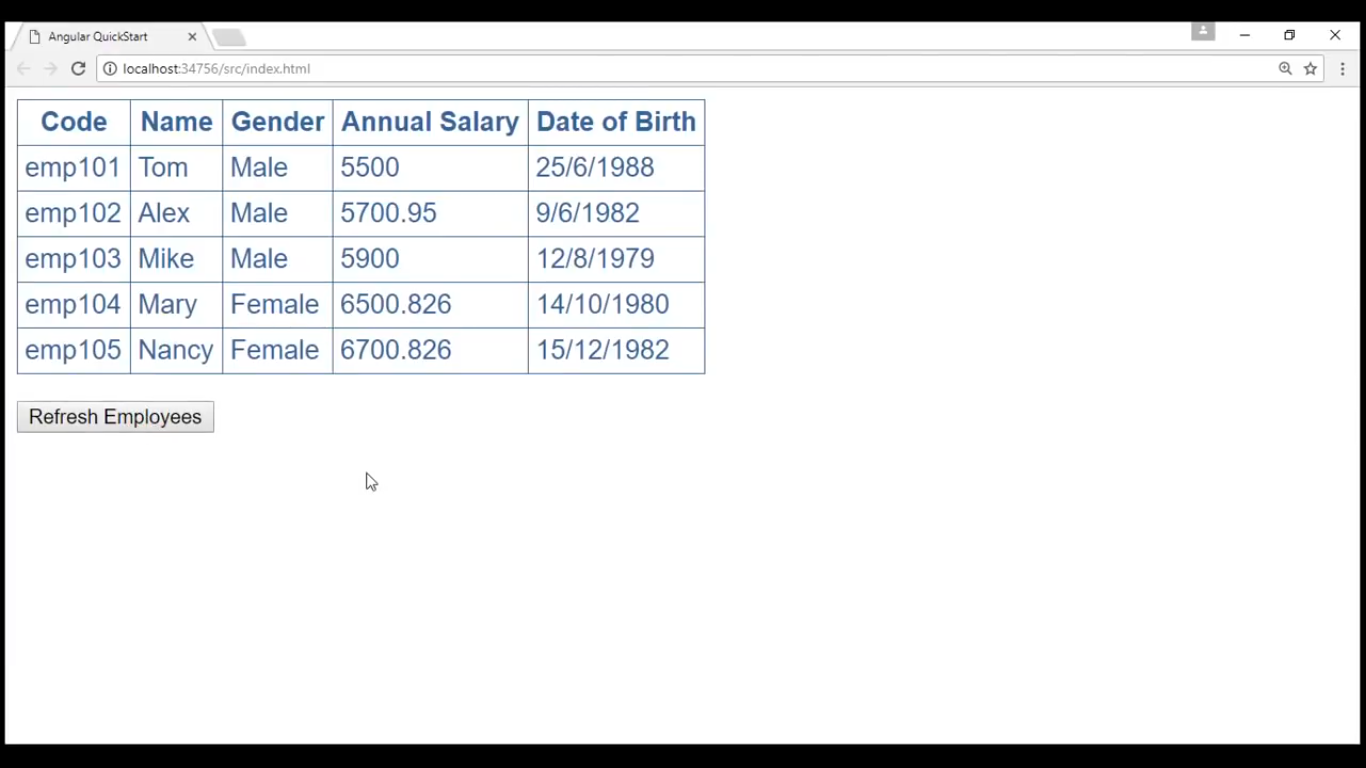 Angular QuickStart
localhost:34756/src/index.html
Code Name Gender Annual Salary Date of Birth
emp101 Tom Male 5500 25/6/1988
emp102 Alex Male 5700.95 9/6/1982
emp103 Mike Male 5900 12/8/1979
emp104 Mary Female 6500.826 14/10/1980
emp105 Nancy Female 6700.826 15/12/1982
Refresh Employees